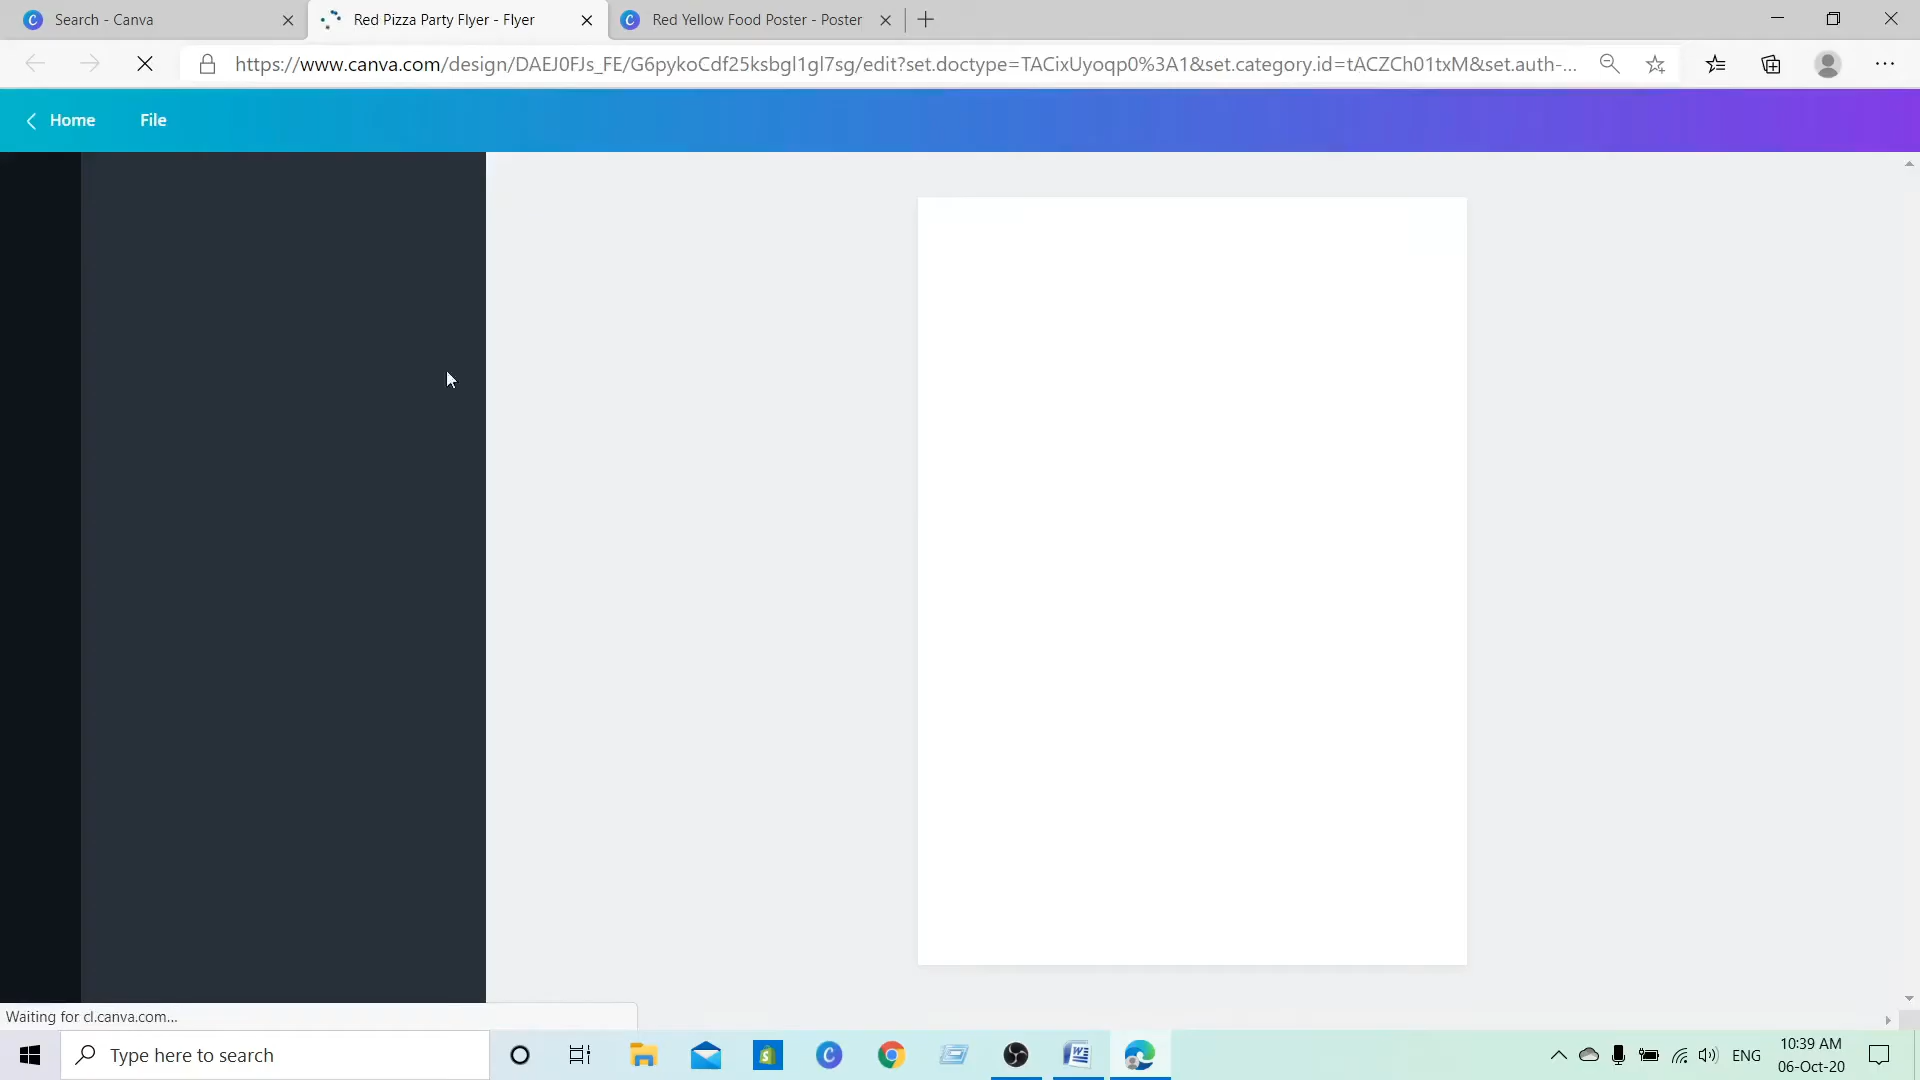 Search - Canva
Red Pizza Party Flyer - Flyer
Red Yellow Food Poster - Poster
https://www.canva.com/design/DAEJ0FJs_FE/G6pykoCdf25ksbgl1gl7sg/edit?set.doctype=TACixUyoqp0%3A1&set.category.id=tACZCh01txM&set.auth-...
Home
File
Waiting for cl.canva.com...
Type here to search
ENG
10:39 AM
06-Oct-20